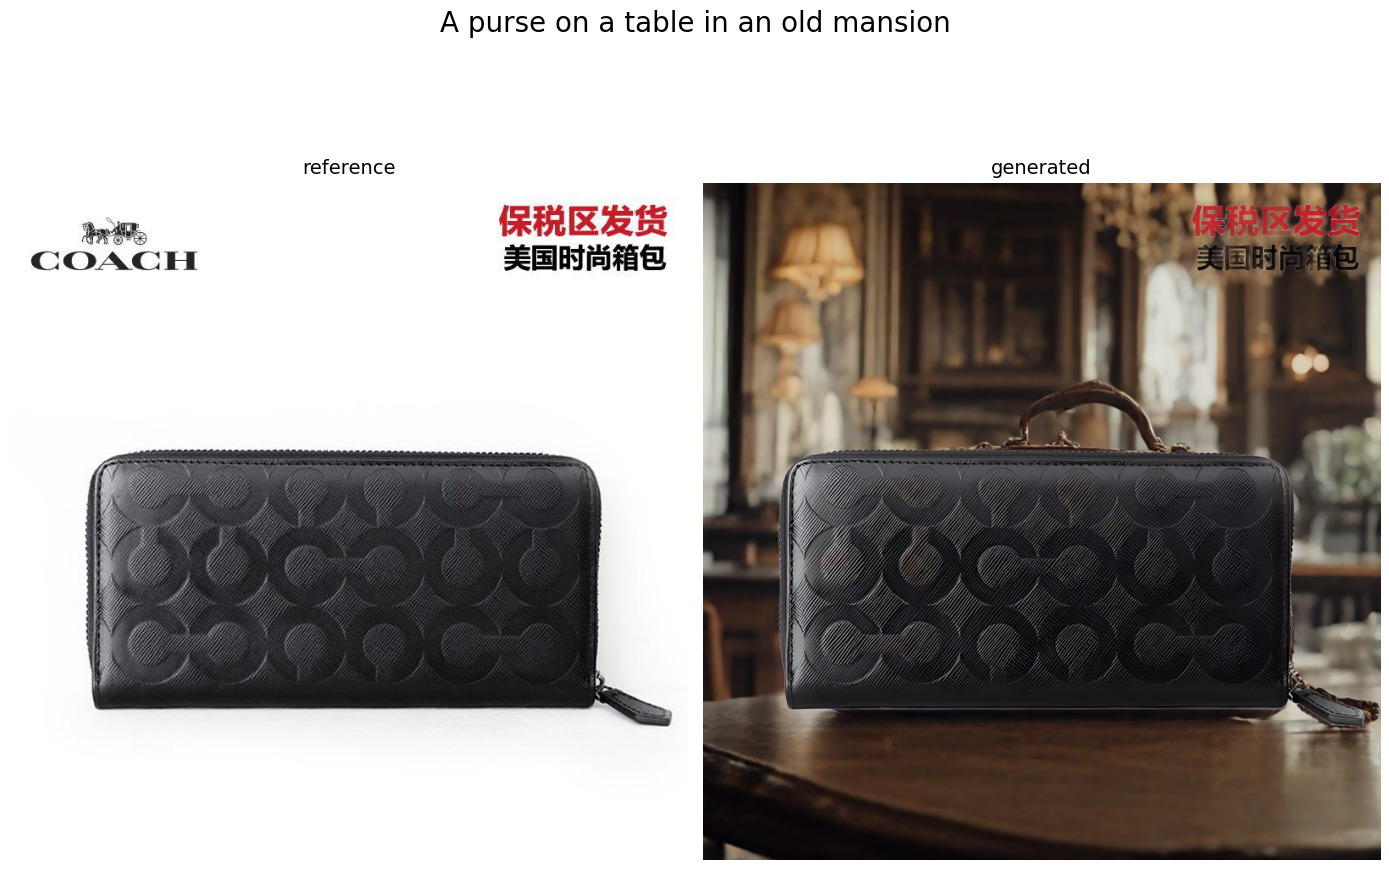 A purse on a table in an old mansion
reference
generated
COACH
保税区发货
美国时尚箱包
保税区发货
美国时尚箱包